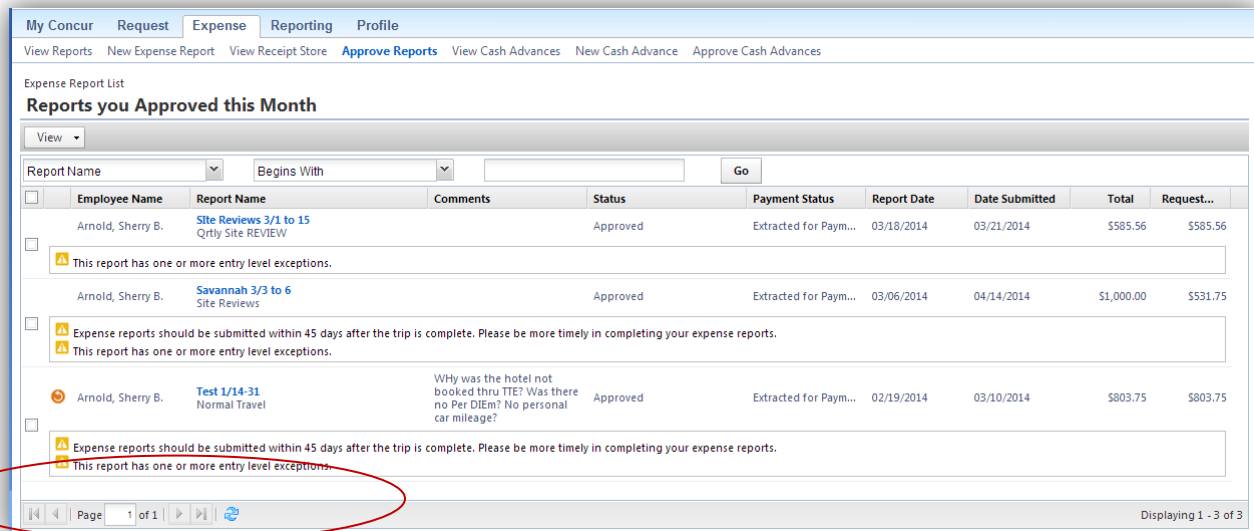 My Concur Request Expense Reporting Profile
View Reports New Expense Report View Receipt Store Approve Reports View Cash Advances New Cash Advance Approve Cash Advances
Expense Report List
Reports you Approved this Month
View
Report Name Begins With Go
Employee Name Report Name Comments Status Payment Status Report Date Date Submitted Total Request...
Arnold, Sherry B. SIte Reviews 3/1 to 15 Approved Extracted for Paym... 03/18/2014 03/21/2014 $585.56 $585.56
Qrtly Site REVIEW
This report has one or more entry level exceptions.
Arnold, Sherry B. Savannah 3/3 to 6 Approved Extracted for Paym... 03/06/2014 04/14/2014 $1,000.00 $531.75
Site Reviews
Expense reports should be submitted within 45 days after the trip is complete. Please be more timely in completing your expense reports.
This report has one or more entry level exceptions.
WHy was the hotel not
Arnold, Sherry B. Test 1/14-31 booked thru TTE? Was there Approved Extracted for Paym... 02/19/2014 03/10/2014 $803.75 $803.75
Normal Travel no Per DIEm? No personal
car mileage?
Expense reports should be submitted within 45 days after the trip is complete. Please be more timely in completing your expense reports.
This report has one or more entry level exceptions.
Page 1 of 1 Displaying 1 - 3 of 3